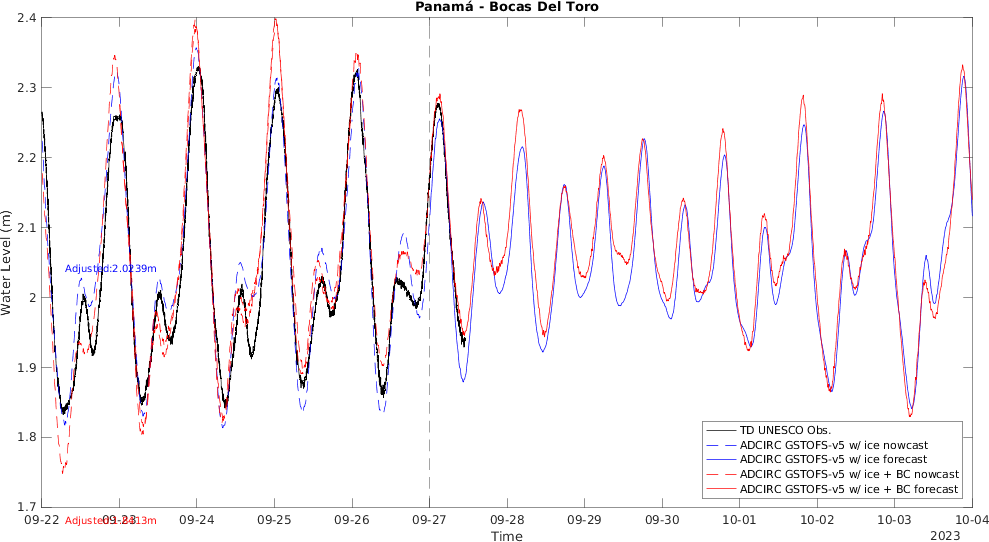 Panamá - Bocas Del Toro
2.4
2.3
2.2
2.1
2
1.9
1.8
1.7
Water Level (m)
Adjusted:2.0239m
TD UNESCO Obs.
ADCIRC GSTOFS-v5 w/ ice nowcast
ADCIRC GSTOFS-v5 w/ ice forecast
ADCIRC GSTOFS-v5 w/ ice + BC nowcast
ADCIRC GSTOFS-v5 w/ ice + BC forecast
09-22 09-23 09-24 09-25 09-26 09-27 09-28 09-29 09-30 10-01 10-02 10-03 10-04
Time
2023